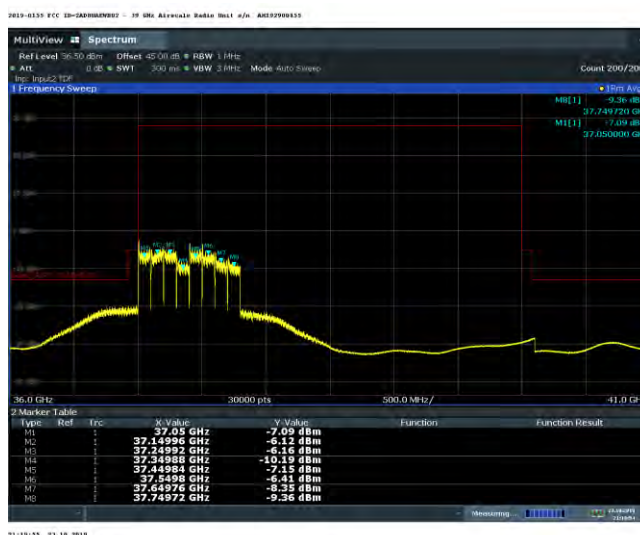 2019-0139 FCC ID=2AD8UAEWB02 - 39 GHz Airscale Radio Unit s/n
MultiView Spectrum
Ref Level 36.50 dBm Offset 45.00 dB RBW 1 MHz
Att 0 dB SWT 300 ms VBW 3 MHz Mode Auto Sweep Count 200/200
Inp: Input2
1 Frequency Sweep 1Rm Avg
M8[1] -9.36 dB
37.749720 G
M1[1] -7.09 dB
37.050000 G
36.0 GHz 30000 pts 500.0 MHz/ 41.0 GH
2 Marker Table
Type Ref Trc X-Value Y-Value Function Function Result
M1 1 37.05 GHz -7.09 dBm
M2 1 37.14996 GHz -6.12 dBm
M3 1 37.24992 GHz -6.16 dBm
M4 1 37.34988 GHz -10.19 dBm
M5 1 37.44984 GHz -7.15 dBm
M6 1 37.5498 GHz -6.41 dBm
M7 1 37.64976 GHz -8.35 dBm
M8 1 37.74972 GHz -9.36 dBm
Measuring...